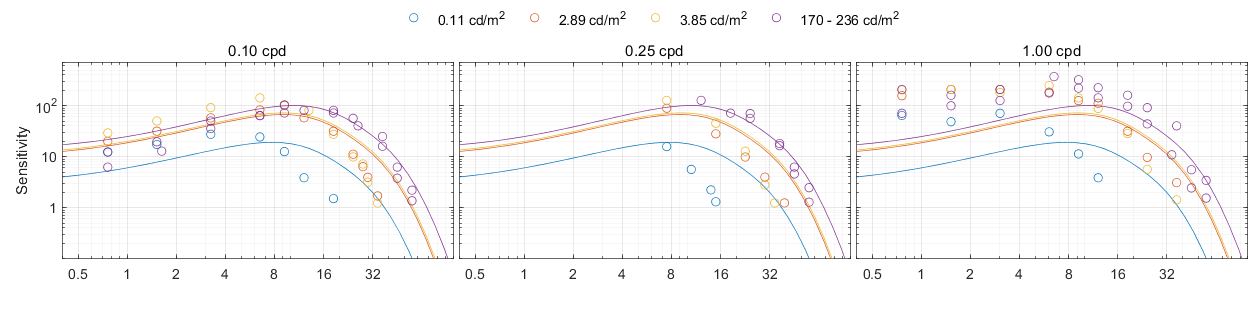 0.11 cd/m² 2.89 cd/m² 3.85 cd/m² 170 - 236 cd/m²
0.10 cpd 0.25 cpd 1.00 cpd
10²
10
1
Sensitivity
0.5 1 2 4 8 16 32 0.5 1 2 4 8 16 32 0.5 1 2 4 8 16 32